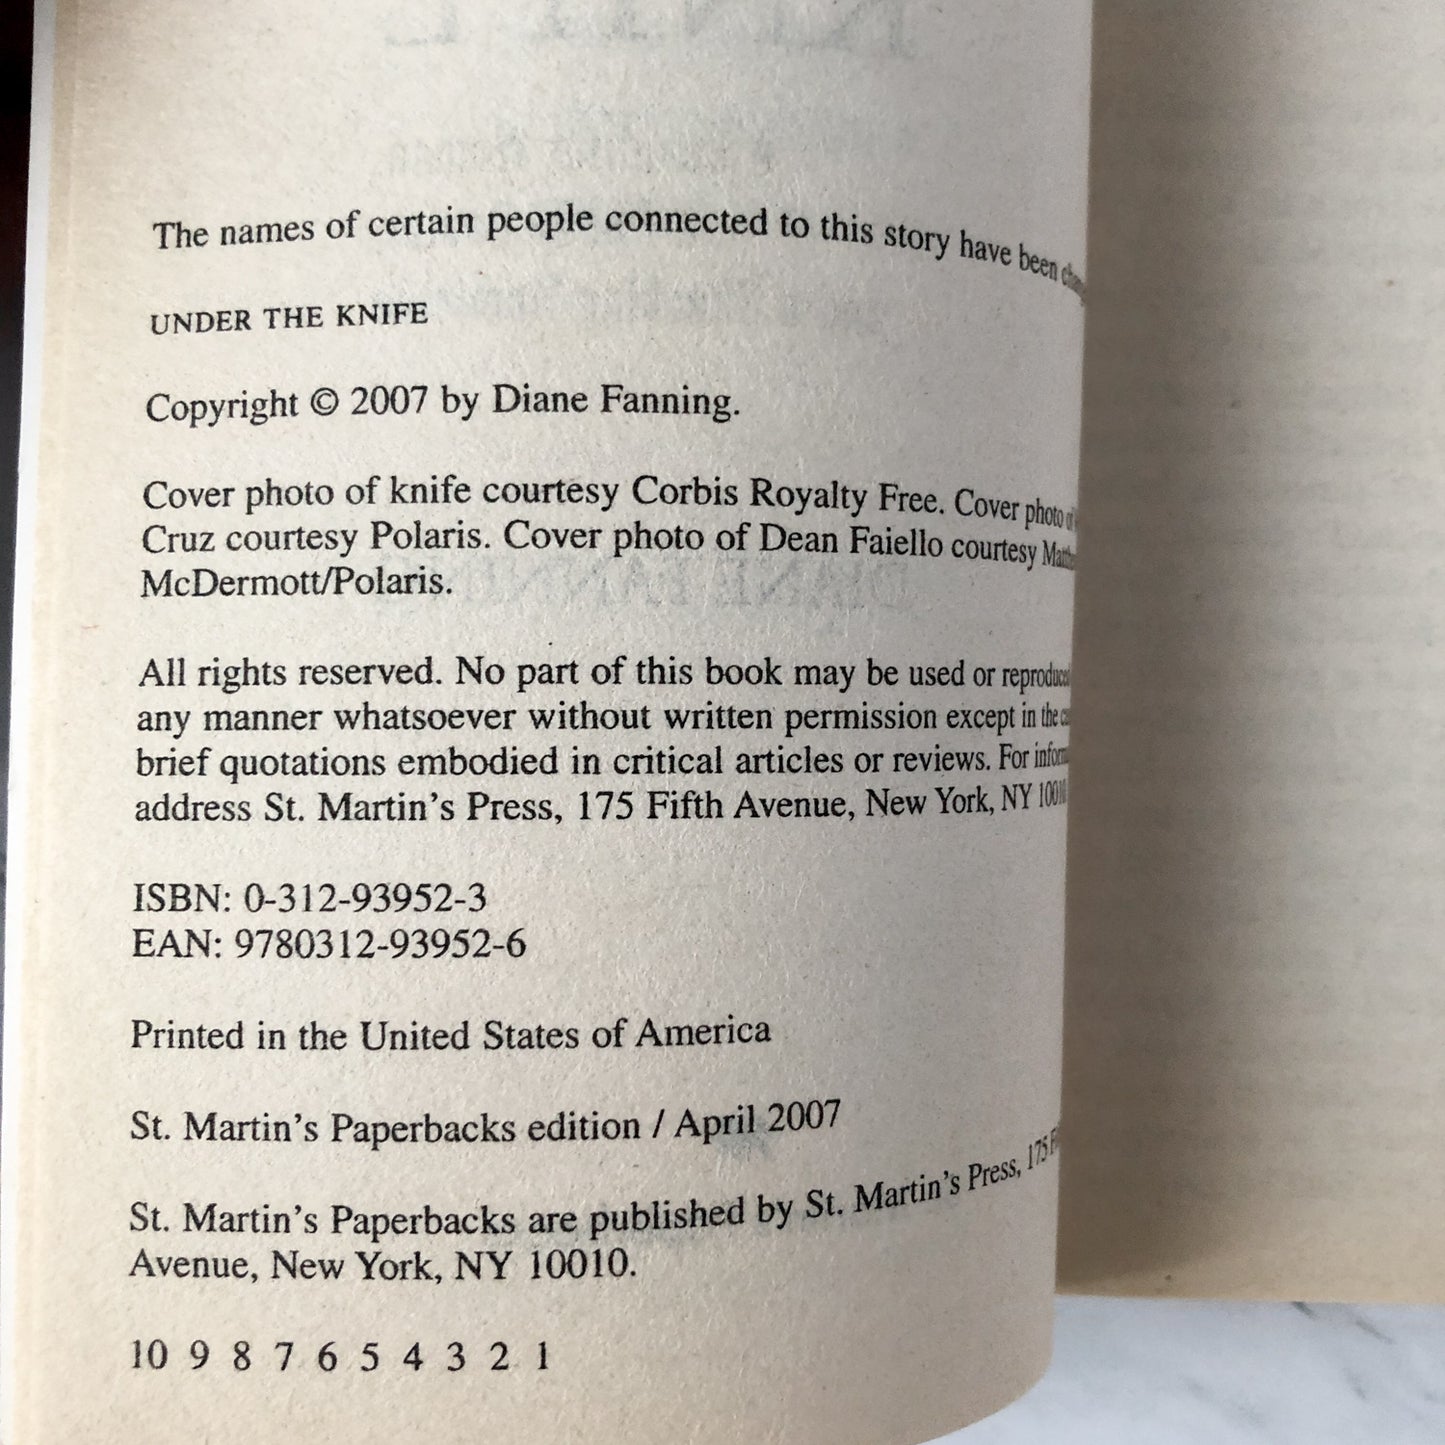 The names of certain people connected to this story have been
UNDER THE KNIFE
Copyright © 2007 by Diane Fanning.
Cover photo of knife courtesy Corbis Royalty Free. Cover photo of
Cruz courtesy Polaris. Cover photo of Dean Faiello courtesy
McDermott/Polaris.
All rights reserved. No part of this book may be used or
any manner whatsoever without written permission except in the
brief quotations embodied in critical articles or reviews. For
address St. Martin's Press, 175 Fifth Avenue, New York, NY 10010
ISBN: 0-312-93952-3
EAN: 9780312-93952-6
Printed in the United States of America
St. Martin's Paperbacks edition / April 2007
St. Martin's Paperbacks are published by St. Martin's Press, 175
Avenue, New York, NY 10010.
10 9 8 7 6 5 4 3 2 1